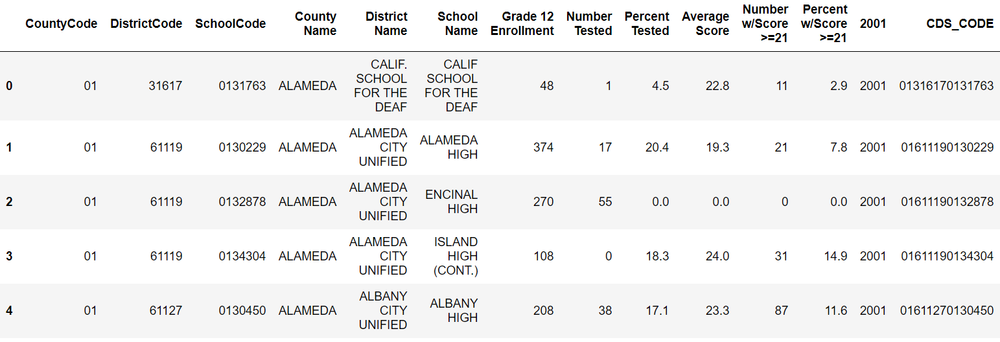 CountyCode DistrictCode SchoolCode County Name District Name School Name Grade 12 Enrollment Number Tested Percent Tested Average Score Number w/Score >=21 Percent w/Score >=21 2001 CDS_CODE
0 01 31617 0131763 ALAMEDA CALIF. SCHOOL FOR THE DEAF CALIF SCHOOL FOR THE DEAF 48 1 4.5 22.8 11 2.9 2001 01316170131763
1 01 61119 0130229 ALAMEDA ALAMEDA CITY UNIFIED ALAMEDA HIGH 374 17 20.4 19.3 21 7.8 2001 01611190130229
2 01 61119 0132878 ALAMEDA ALAMEDA CITY UNIFIED ENCINAL HIGH 270 55 0.0 0.0 0 0.0 2001 01611190132878
3 01 61119 0134304 ALAMEDA ALAMEDA CITY UNIFIED ISLAND HIGH (CONT.) 108 0 18.3 24.0 31 14.9 2001 01611190134304
4 01 61127 0130450 ALAMEDA ALBANY CITY UNIFIED ALBANY HIGH 208 38 17.1 23.3 87 11.6 2001 01611270130450